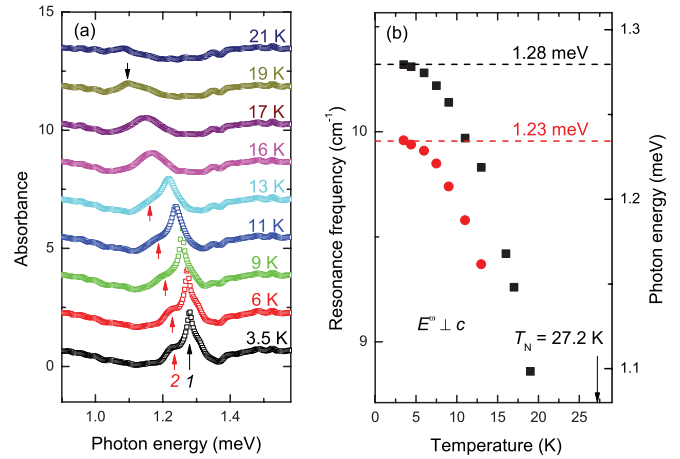 (a)
21 K
19 K
17 K
16 K
13 K
11 K
9 K
6 K
3.5 K
2 1
15
10
5
0
Absorbance
1.0 1.2 1.4
Photon energy (meV)
(b)
1.28 meV
1.23 meV
E^ω ⊥ c
T_N = 27.2 K
10
9
Resonance frequency (cm⁻¹)
0 5 10 15 20 25
Temperature (K)
1.3
1.2
1.1
Photon energy (meV)